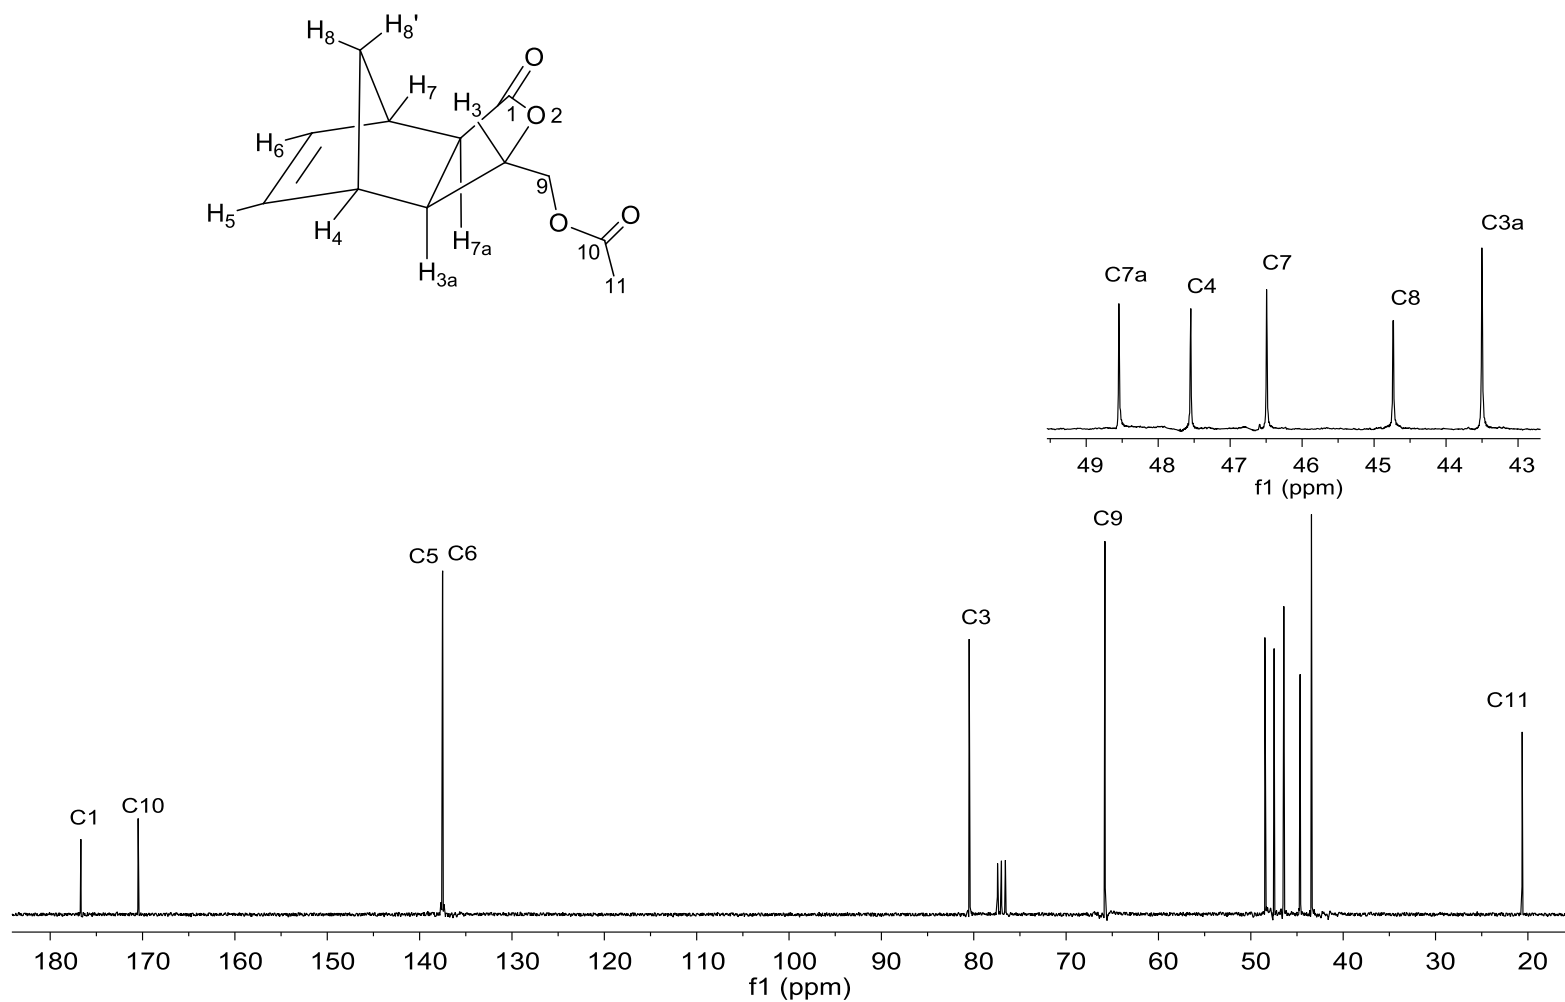 H8 H8'
O
H7
H3
1 O 2
H6
9
H5
O O
H4
H7a
10
H3a
11
C3a
C7a C4 C7
C8
49 48 47 46 45 44 43
f1 (ppm)
C9
C5 C6
C3
C11
C1 C10
180 170 160 150 140 130 120 110 100 90 80 70 60 50 40 30 20
f1 (ppm)